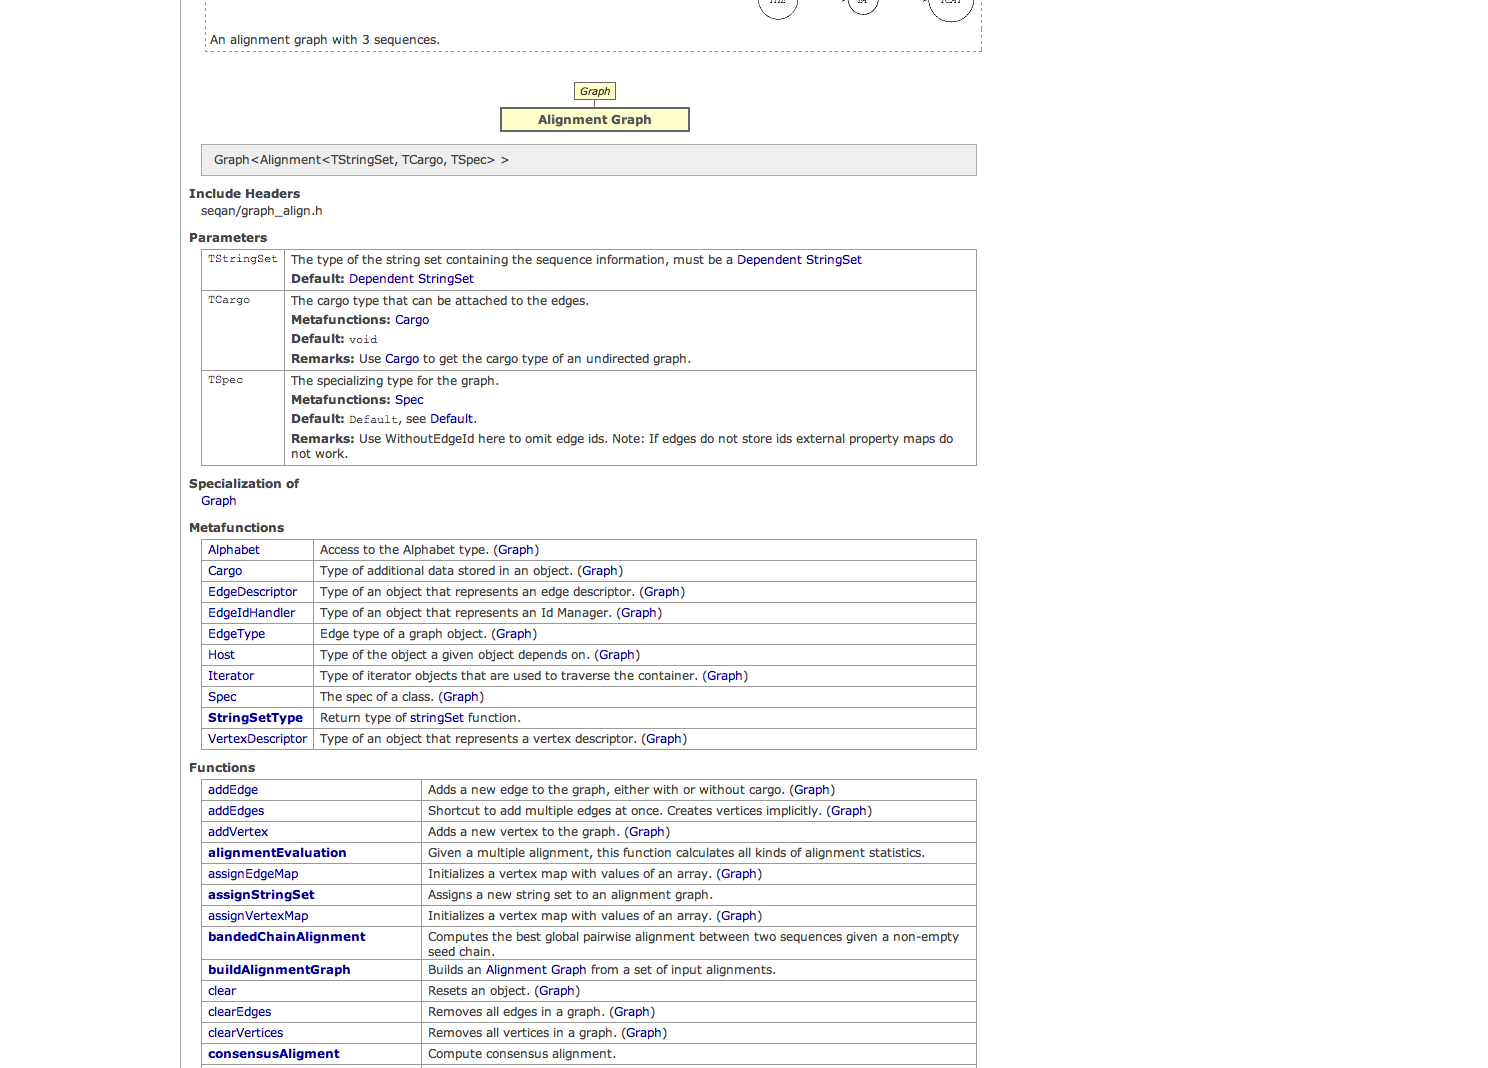 An alignment graph with 3 sequences.
Graph
Alignment Graph
Graph<Alignment<TStringSet, TCargo, TSpec> >
Include Headers
seqan/graph_align.h
Parameters
TStringSet The type of the string set containing the sequence information, must be a Dependent StringSet
Default: Dependent StringSet
TCargo The cargo type that can be attached to the edges.
Metafunctions: Cargo
Default: void
Remarks: Use Cargo to get the cargo type of an undirected graph.
TSpec The specializing type for the graph.
Metafunctions: Spec
Default: Default, see Default.
Remarks: Use WithoutEdgeId here to omit edge ids. Note: If edges do not store ids external property maps do
not work.
Specialization of
Graph
Metafunctions
Alphabet Access to the Alphabet type. (Graph)
Cargo Type of additional data stored in an object. (Graph)
EdgeDescriptor Type of an object that represents an edge descriptor. (Graph)
EdgeIdHandler Type of an object that represents an Id Manager. (Graph)
EdgeType Edge type of a graph object. (Graph)
Host Type of the object a given object depends on. (Graph)
Iterator Type of iterator objects that are used to traverse the container. (Graph)
Spec The spec of a class. (Graph)
StringSetType Return type of stringSet function.
VertexDescriptor Type of an object that represents a vertex descriptor. (Graph)
Functions
addEdge Adds a new edge to the graph, either with or without cargo. (Graph)
addEdges Shortcut to add multiple edges at once. Creates vertices implicitly. (Graph)
addVertex Adds a new vertex to the graph. (Graph)
alignmentEvaluation Given a multiple alignment, this function calculates all kinds of alignment statistics.
assignEdgeMap Initializes a vertex map with values of an array. (Graph)
assignStringSet Assigns a new string set to an alignment graph.
assignVertexMap Initializes a vertex map with values of an array. (Graph)
bandedChainAlignment Computes the best global pairwise alignment between two sequences given a non-empty
seed chain.
buildAlignmentGraph Builds an Alignment Graph from a set of input alignments.
clear Resets an object. (Graph)
clearEdges Removes all edges in a graph. (Graph)
clearVertices Removes all vertices in a graph. (Graph)
consensusAligment Compute consensus alignment.